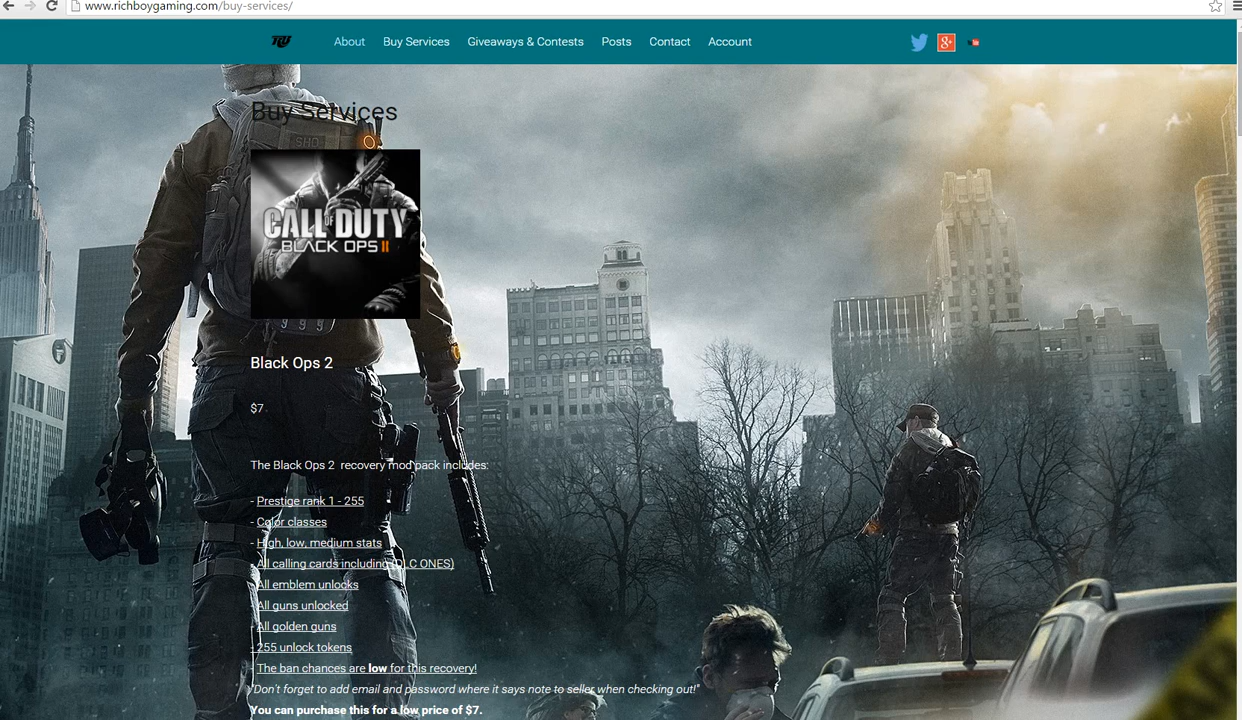 www.richboygaming.com/buy-services/
About Buy Services Giveaways & Contests Posts Contact Account
Buy Services
SHD
CALL OF DUTY
BLACK OPS II
9 9 9
Black Ops 2
$7
The Black Ops 2 recovery mod pack includes:
- Prestige rank 1 - 255
- Color classes
- High, low, medium stats
- All calling cards including (DLC ONES)
- All emblem unlocks
- All guns unlocked
- All golden guns
- 255 unlock tokens
- The ban chances are low for this recovery!
"Don't forget to add email and password where it says note to seller when checking out!"
You can purchase this for a low price of $7.